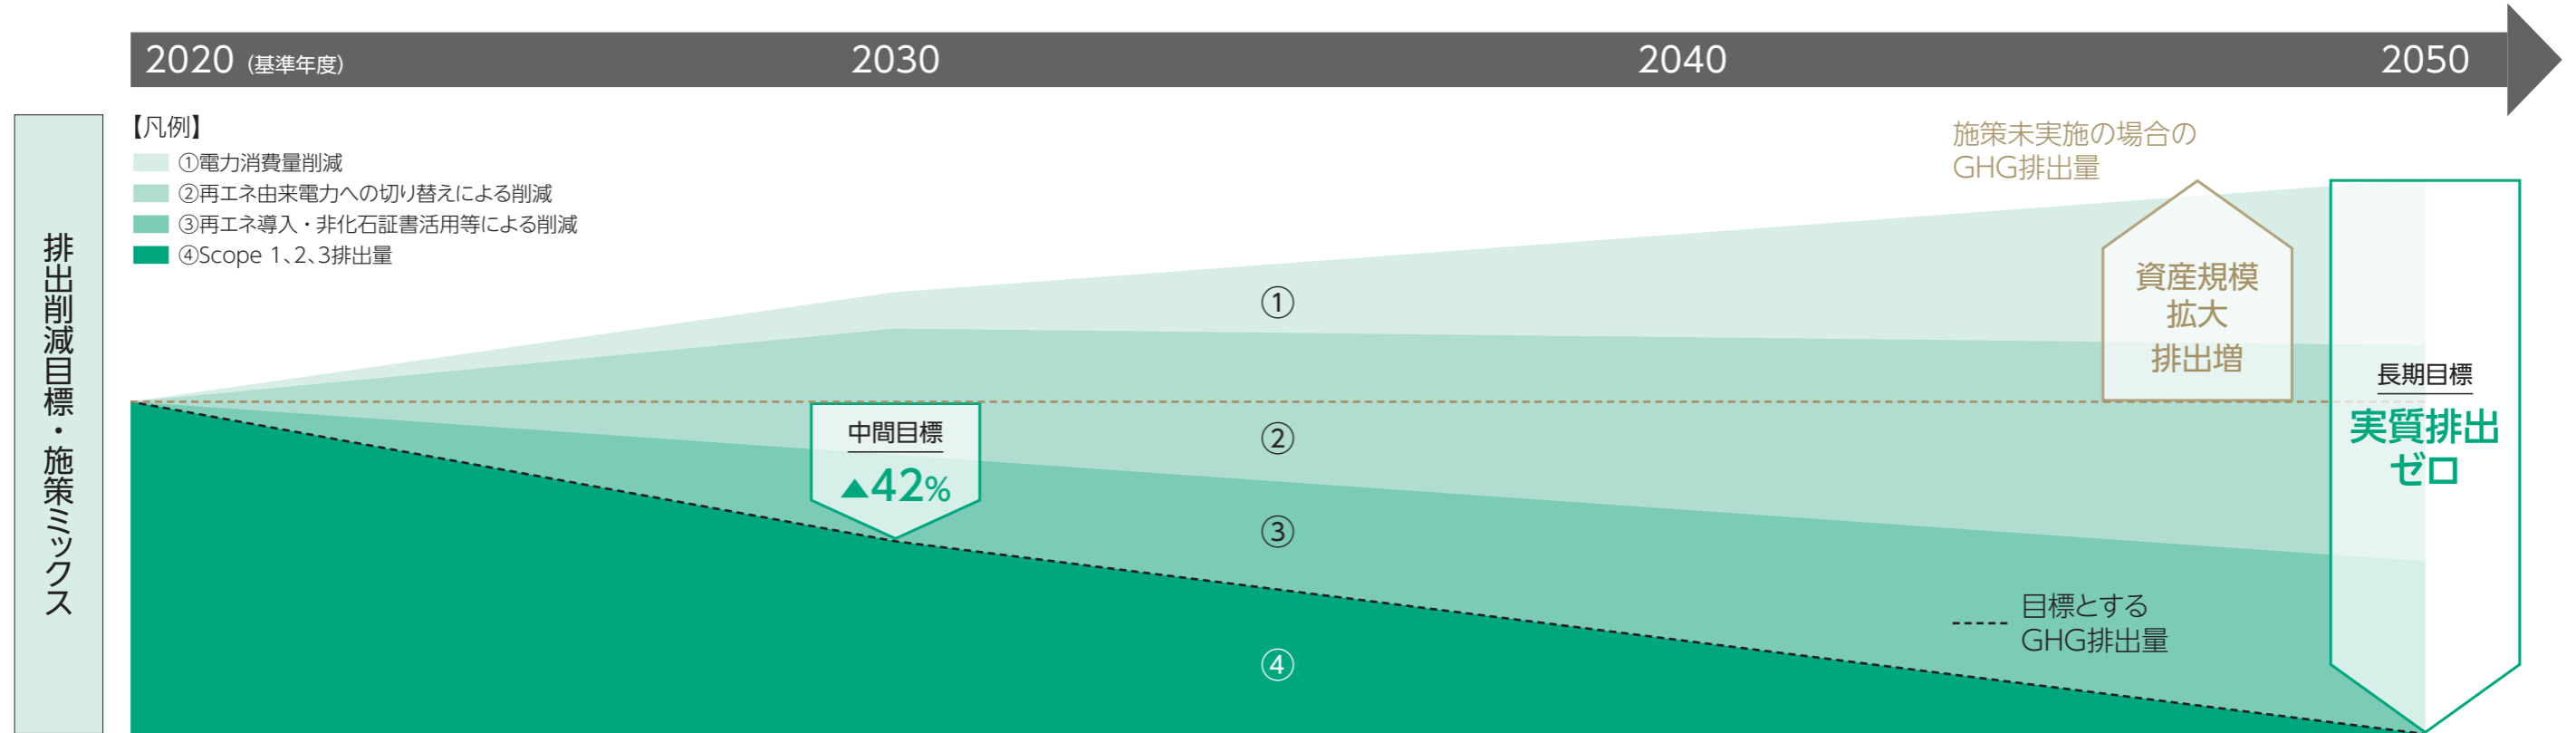 2020 (基準年度)
2030
2040
2050
排出削減目標・施策ミックス
【凡例】
①電力消費量削減
②再エネ由来電力への切り替えによる削減
③再エネ導入・非化石証書活用等による削減
④Scope 1、2、3排出量
施策未実施の場合の
GHG排出量
①
資産規模
拡大
排出増
長期目標
実質排出
ゼロ
中間目標
▲42%
②
③
目標とする
GHG排出量
④